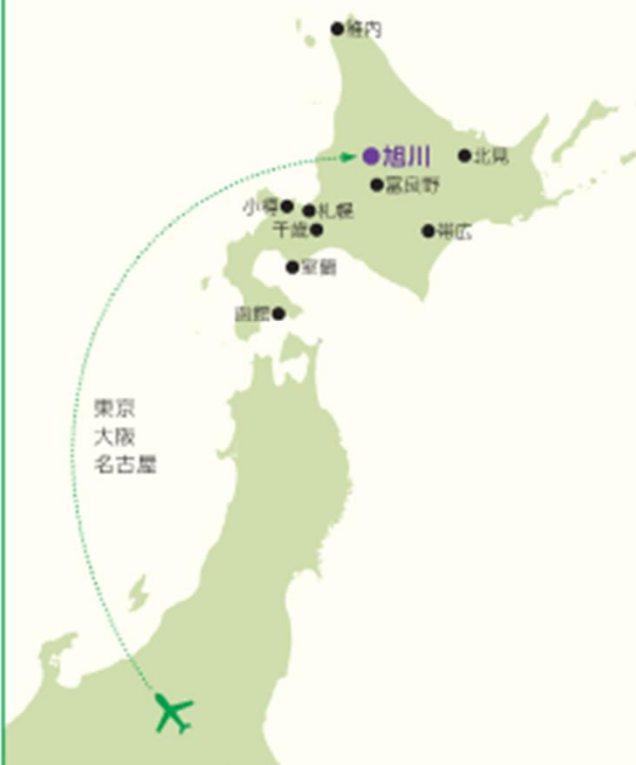 稚内
旭川
北見
富良野
小樽
札幌
千歳
帯広
室蘭
函館
東京
大阪
名古屋